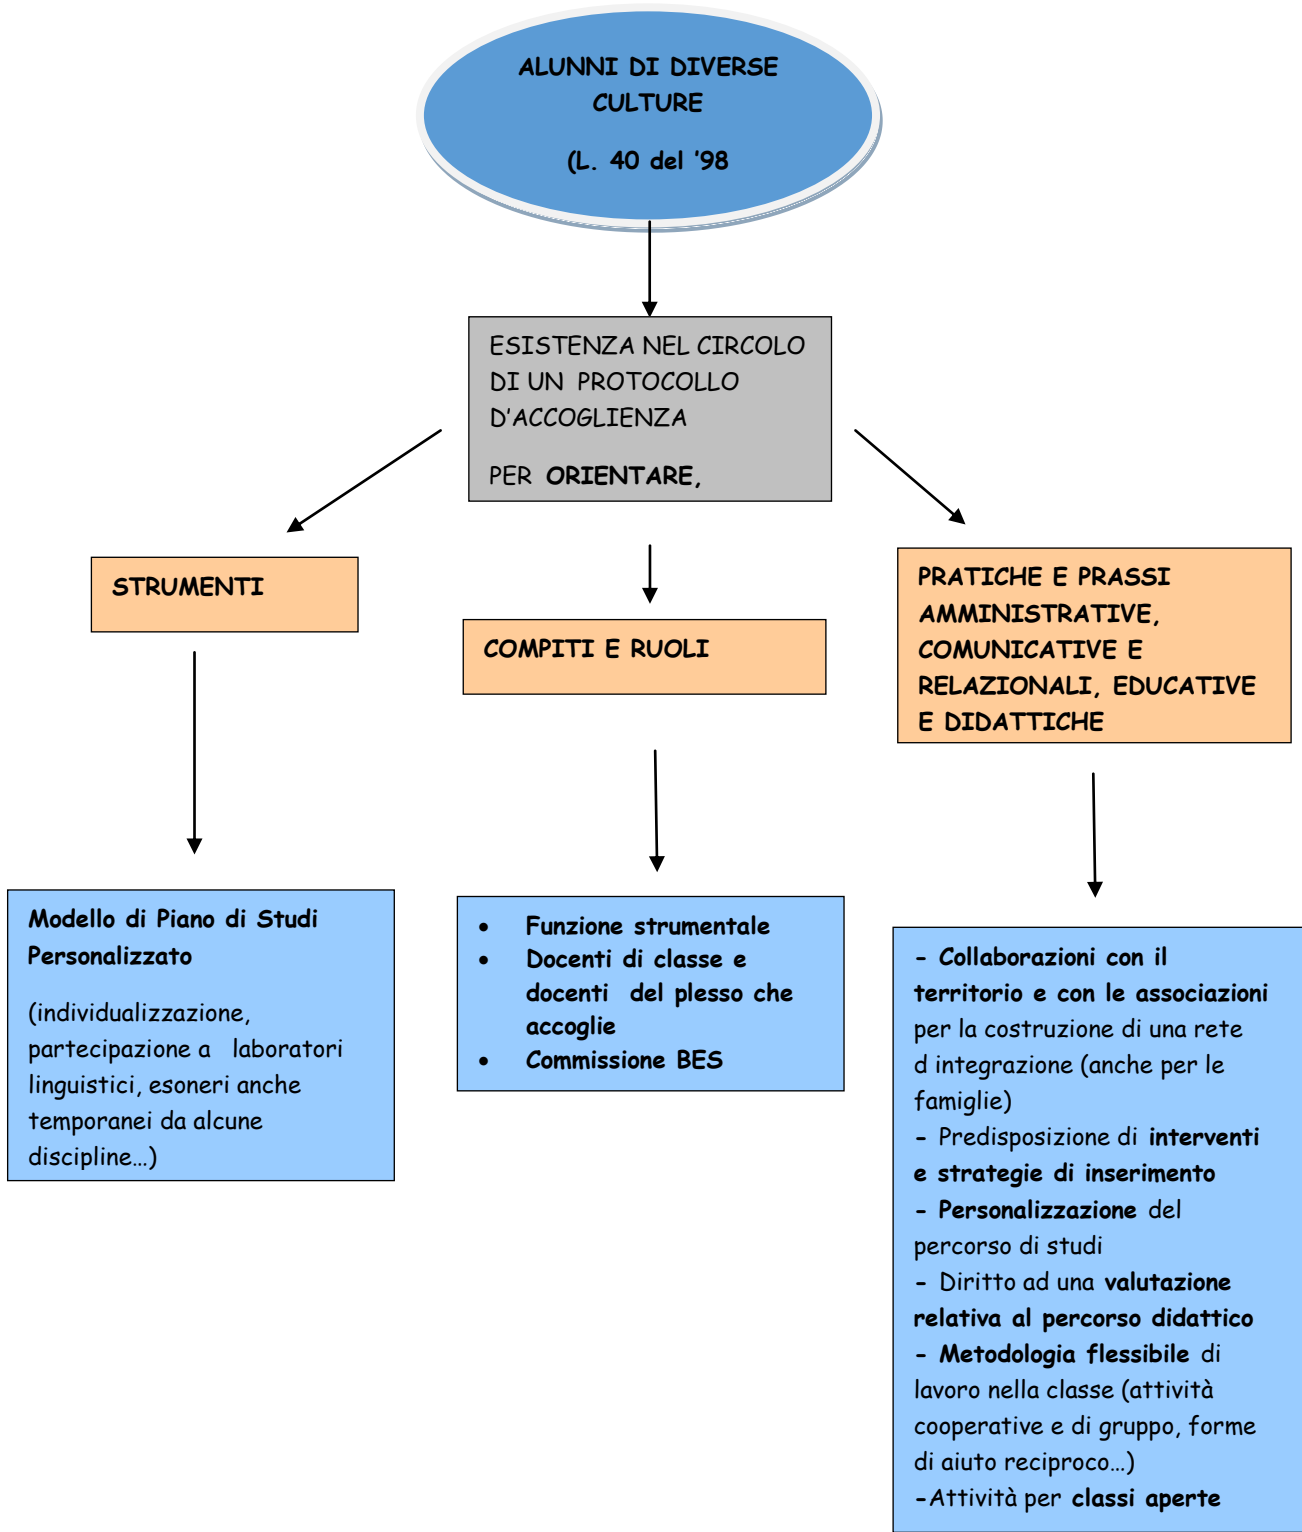 ALUNNI DI DIVERSE
CULTURE
(L. 40 del '98
ESISTENZA NEL CIRCOLO
DI UN PROTOCOLLO
D'ACCOGLIENZA
PER ORIENTARE,
STRUMENTI
COMPITI E RUOLI
PRATICHE E PRASSI
AMMINISTRATIVE,
COMUNICATIVE E
RELAZIONALI, EDUCATIVE
E DIDATTICHE
Modello di Piano di Studi
Personalizzato
(individualizzazione,
partecipazione a laboratori
linguistici, esoneri anche
temporanei da alcune
discipline…)
• Funzione strumentale
• Docenti di classe e
docenti del plesso che
accoglie
• Commissione BES
- Collaborazioni con il
territorio e con le associazioni
per la costruzione di una rete
d integrazione (anche per le
famiglie)
- Predisposizione di interventi
e strategie di inserimento
- Personalizzazione del
percorso di studi
- Diritto ad una valutazione
relativa al percorso didattico
- Metodologia flessibile di
lavoro nella classe (attività
cooperative e di gruppo, forme
di aiuto reciproco…)
-Attività per classi aperte